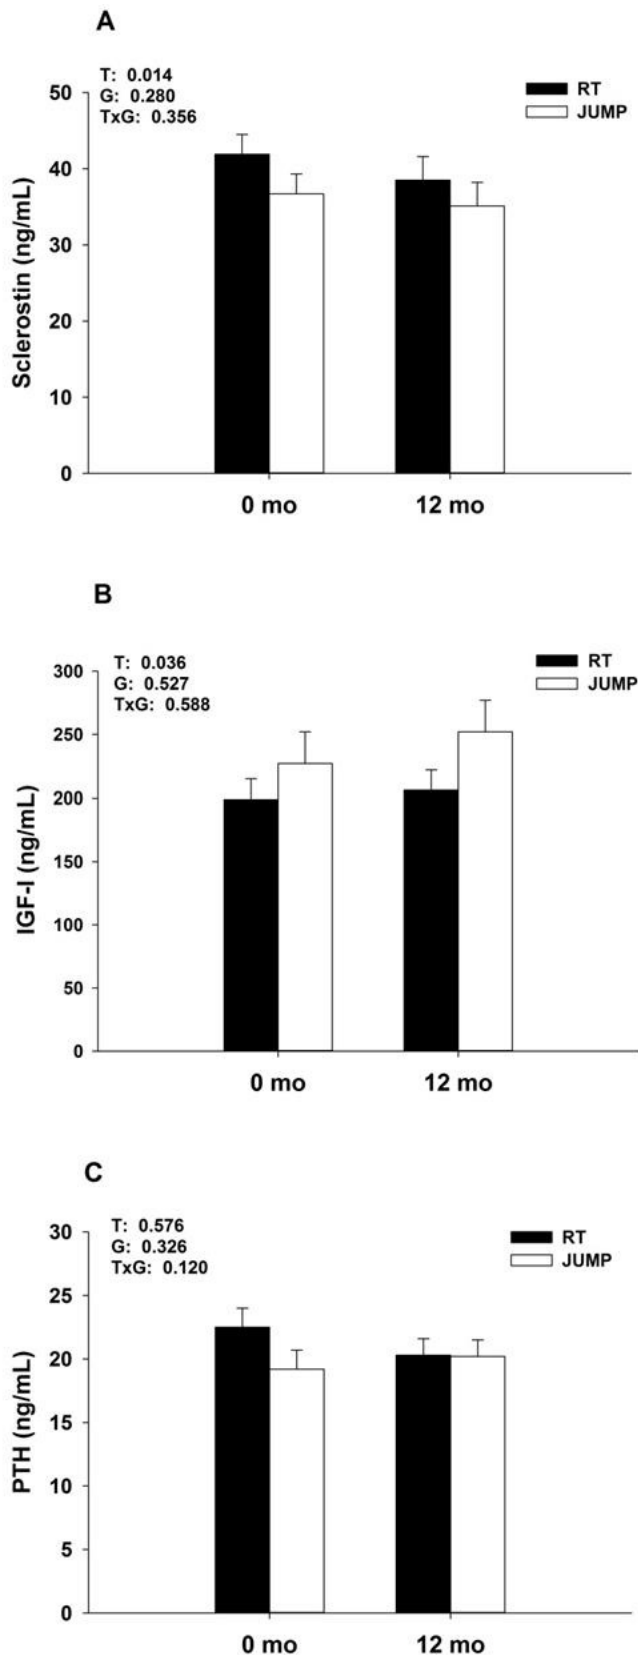 A
T: 0.014
G: 0.280
TxG: 0.356
RT
JUMP
Sclerostin (ng/mL)
50
40
30
20
10
0
0 mo
12 mo
B
T: 0.036
G: 0.527
TxG: 0.588
RT
JUMP
IGF-I (ng/mL)
300
250
200
150
100
50
0
0 mo
12 mo
C
T: 0.576
G: 0.326
TxG: 0.120
RT
JUMP
PTH (ng/mL)
30
25
20
15
10
5
0
0 mo
12 mo